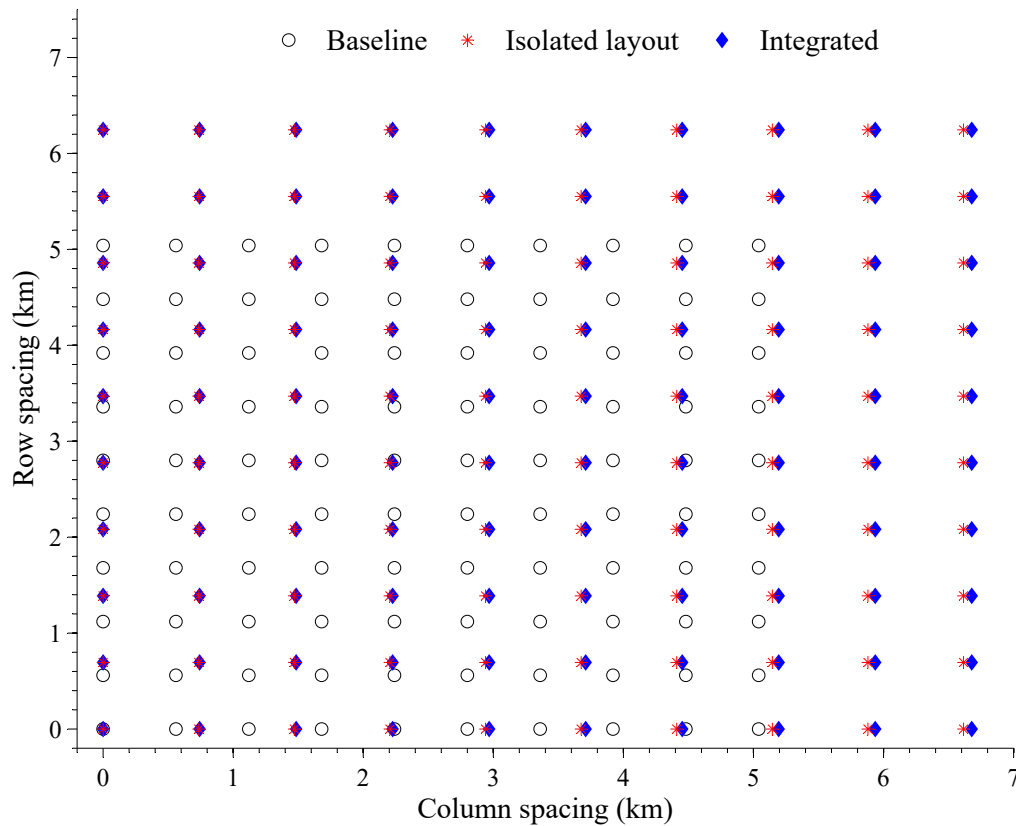 Baseline Isolated layout Integrated
7
6
5
4
3
2
1
0
Row spacing (km)
0 1 2 3 4 5 6 7
Column spacing (km)